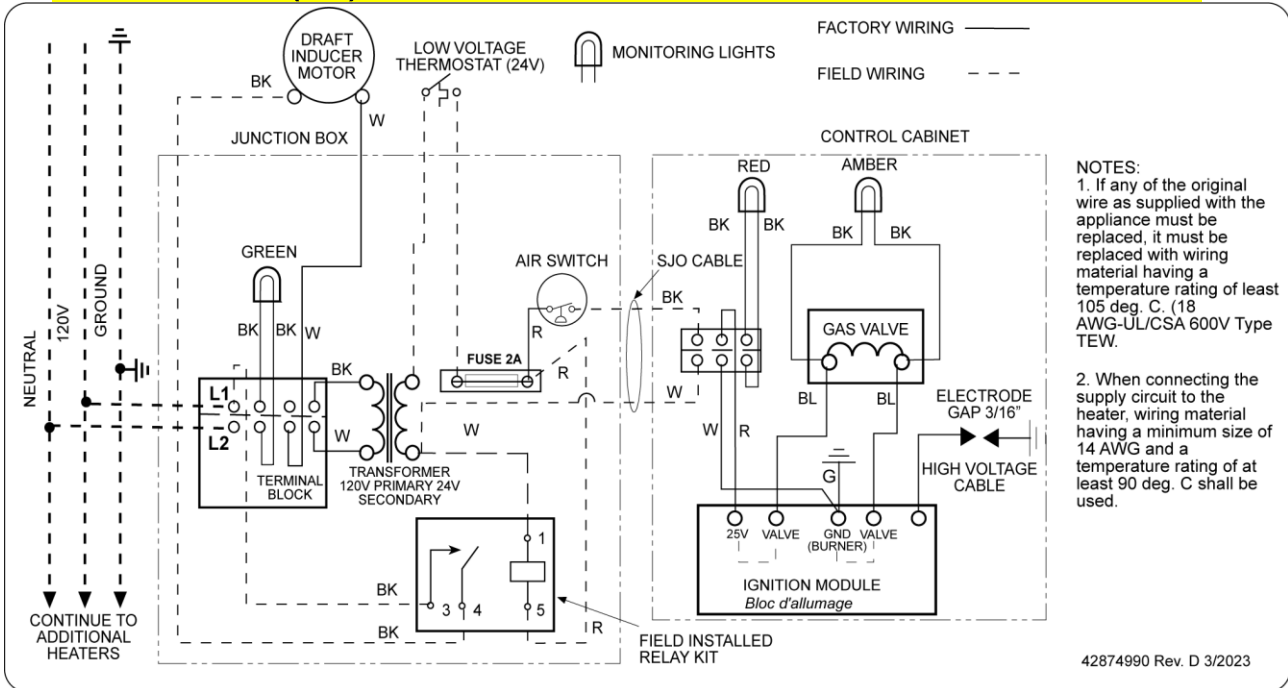 FACTORY WIRING
FIELD WIRING
MONITORING LIGHTS
DRAFT
INDUCER
MOTOR
BK
W
LOW VOLTAGE
THERMOSTAT (24V)
JUNCTION BOX
CONTROL CABINET
NEUTRAL
120V
GROUND
GREEN
BK
BK
W
L1
L2
TERMINAL
BLOCK
BK
W
TRANSFORMER
120V PRIMARY 24V
SECONDARY
FUSE 2A
AIR SWITCH
R
R
W
SJO CABLE
BK
W
RED
BK
BK
AMBER
BK
BK
GAS VALVE
BL
BL
W
R
G
ELECTRODE
GAP 3/16"
HIGH VOLTAGE
CABLE
25V
VALVE
GND
(BURNER)
VALVE
IGNITION MODULE
Bloc d'allumage
BK
BK
3
4
1
5
R
FIELD INSTALLED
RELAY KIT
CONTINUE TO
ADDITIONAL
HEATERS
NOTES:
1. If any of the original
wire as supplied with the
appliance must be
replaced, it must be
replaced with wiring
material having a
temperature rating of least
105 deg. C. (18
AWG-UL/CSA 600V Type
TEW.
2. When connecting the
supply circuit to the
heater, wiring material
having a minimum size of
14 AWG and a
temperature rating of at
least 90 deg. C shall be
used.
42874990 Rev. D 3/2023